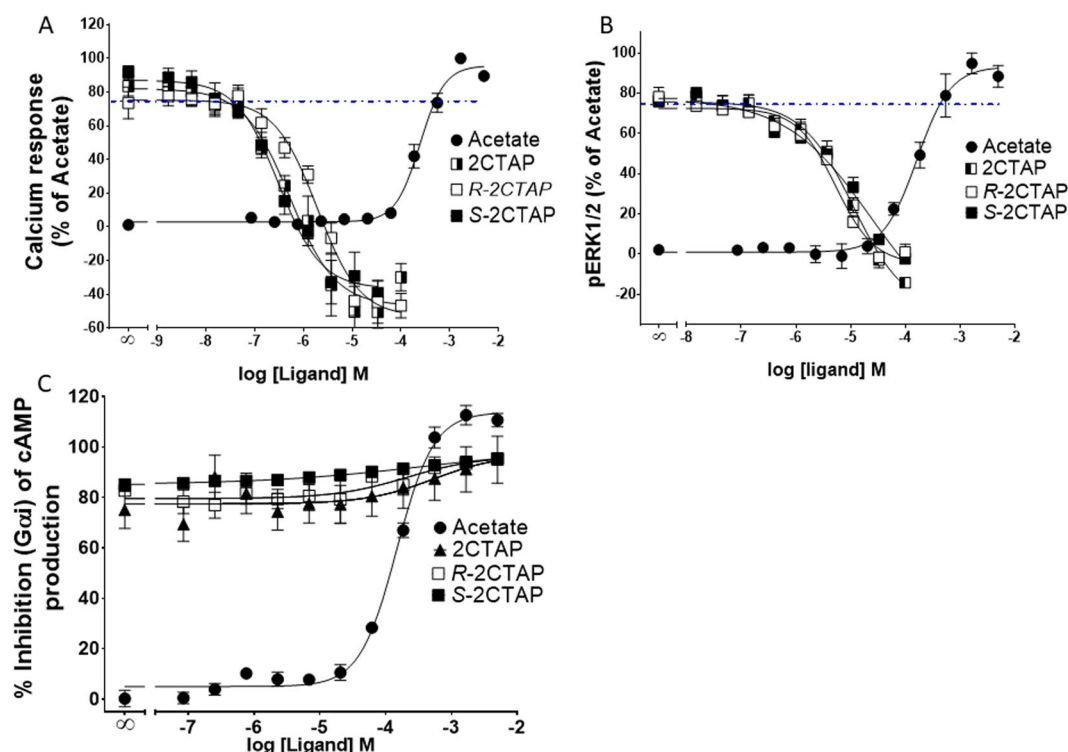 A
120
100
80
60
40
20
0
-20
-40
-60
Calcium response
(% of Acetate)
∞ -9 -8 -7 -6 -5 -4 -3 -2
log [Ligand] M
Acetate
2CTAP
R-2CTAP
S-2CTAP
B
100
80
60
40
20
0
-20
pERK1/2 (% of Acetate)
∞ -8 -7 -6 -5 -4 -3 -2 -1
log [ligand] M
Acetate
2CTAP
R-2CTAP
S-2CTAP
C
120
100
80
60
40
20
0
% Inhibition (Gαi) of cAMP
production
∞ -7 -6 -5 -4 -3 -2
log [Ligand] M
Acetate
2CTAP
R-2CTAP
S-2CTAP